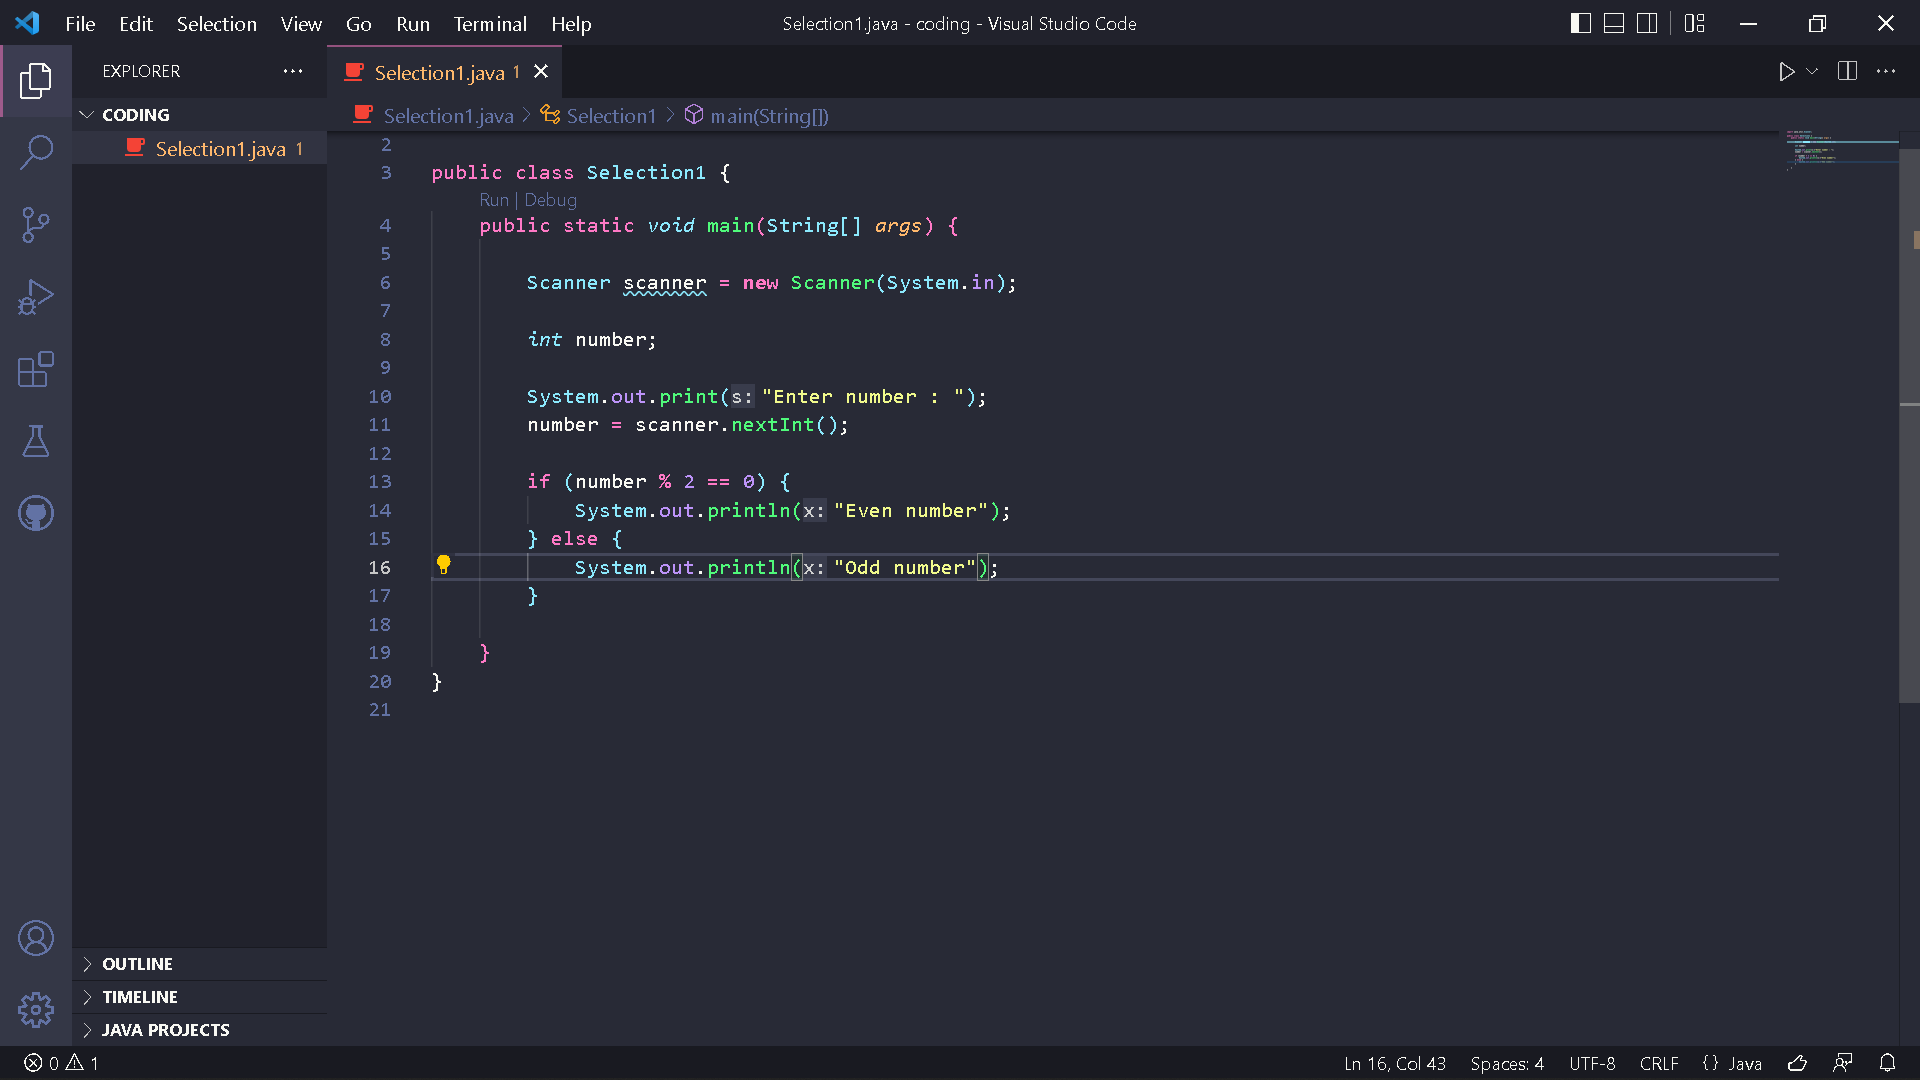 File Edit Selection View Go Run Terminal Help
Selection1.java - coding - Visual Studio Code
EXPLORER
Selection1.java 1
CODING
Selection1.java 1
Selection1.java > Selection1 > main(String[])
2
3 public class Selection1 {
Run | Debug
4 public static void main(String[] args) {
5
6 Scanner scanner = new Scanner(System.in);
7
8 int number;
9
10 System.out.print(s: "Enter number : ");
11 number = scanner.nextInt();
12
13 if (number % 2 == 0) {
14 System.out.println(x: "Even number");
15 } else {
16 System.out.println(x: "Odd number");
17 }
18
19 }
20 }
21
OUTLINE
TIMELINE
JAVA PROJECTS
0 1
Ln 16, Col 43 Spaces: 4 UTF-8 CRLF {} Java